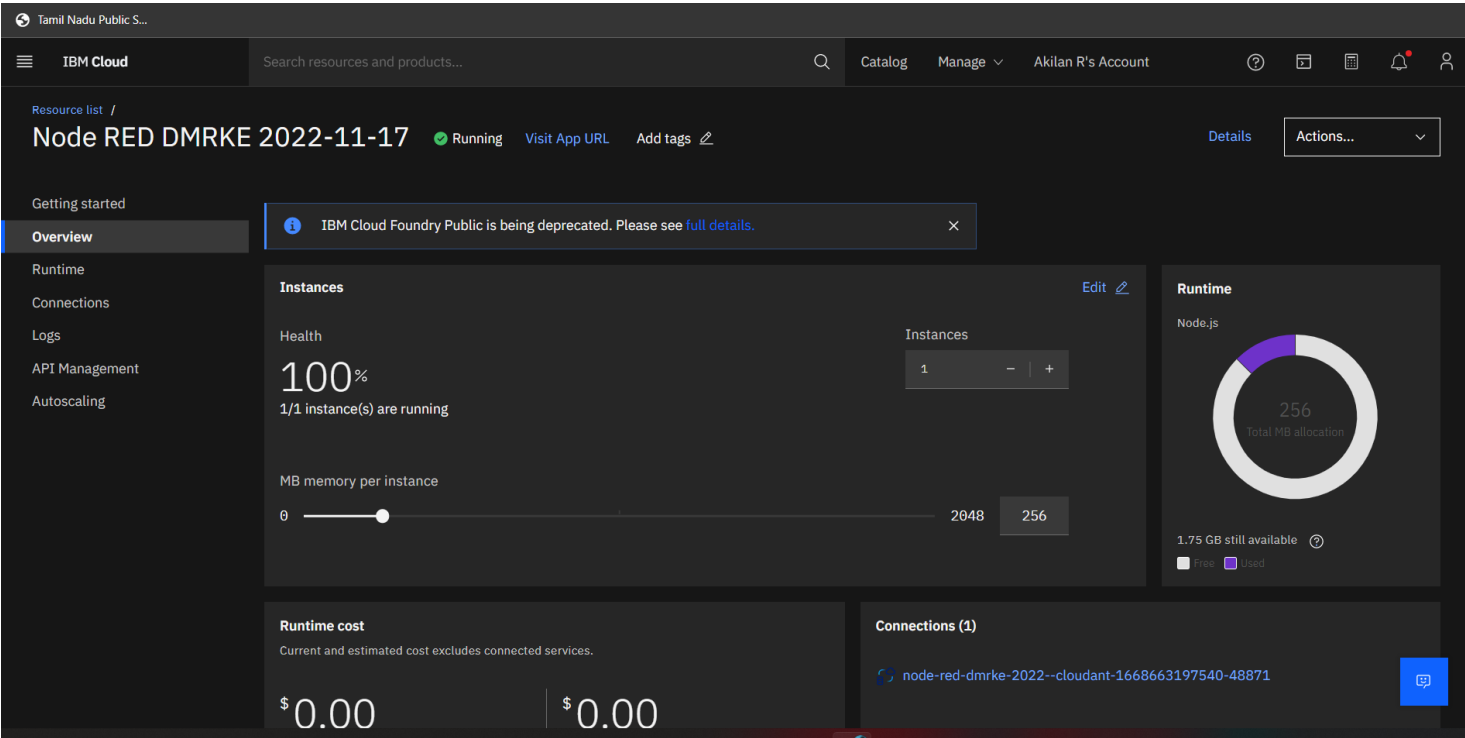 Tamil Nadu Public S...
IBM Cloud
Search resources and products...
Catalog
Manage
Akilan R's Account
Resource list /
Node RED DMRKE 2022-11-17
Running
Visit App URL
Add tags
Details
Actions...
Getting started
Overview
Runtime
Connections
Logs
API Management
Autoscaling
IBM Cloud Foundry Public is being deprecated. Please see full details.
Instances
Edit
Health
100%
1/1 instance(s) are running
Instances
1
MB memory per instance
0
2048
256
Runtime
Node.js
256
Total MB allocation
1.75 GB still available
Free
Used
Runtime cost
Current and estimated cost excludes connected services.
$0.00
$0.00
Connections (1)
node-red-dmrke-2022--cloudant-1668663197540-48871